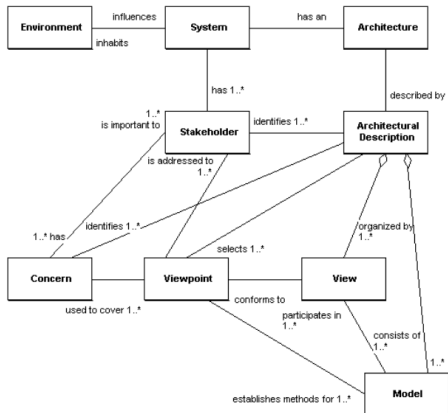 influences
has an
Environment
System
Architecture
inhabits
has 1..*
described by
1..*
is important to
Stakeholder
identifies 1..*
Architectural
Description
is addressed to
1..*
identifies 1..*
organized by
1..*
1..* has
selects 1..*
Concern
Viewpoint
View
used to cover 1..*
conforms to
participates in
1..*
consists of
1..*
1..*
Model
establishes methods for 1..*